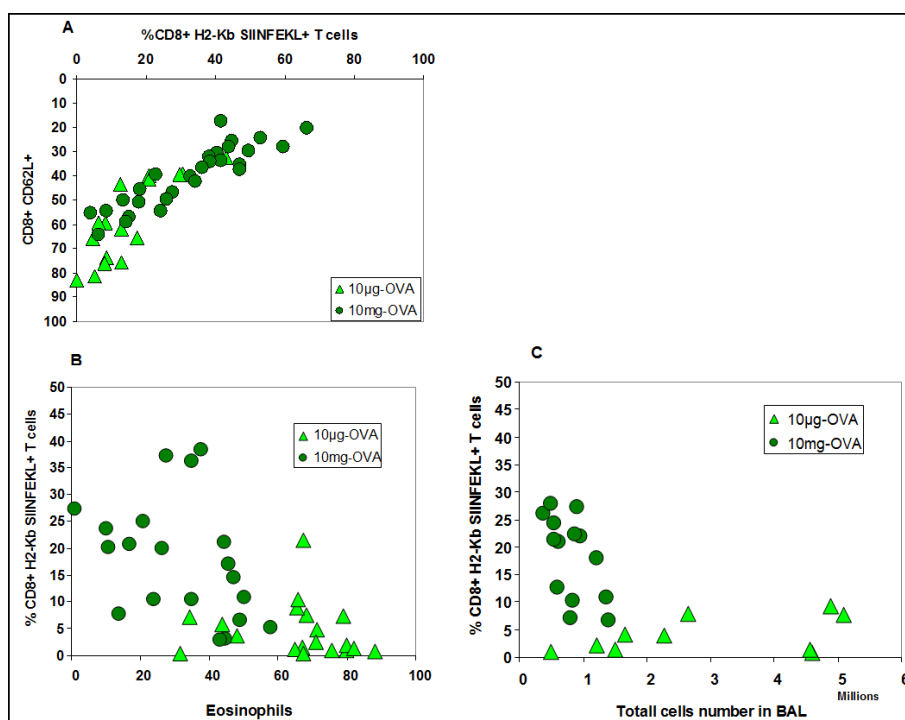 A
%CD8+ H2-Kb SIINFEKL+ T cells
0 20 40 60 80 100
0
10
20
30
40
50
60
70
80
90
100
CD8+ CD62L+
10µg-OVA
10mg-OVA
B
50
45
40
35
30
25
20
15
10
5
0
% CD8+ H2-Kb SIINFEKL+ T cells
10µg-OVA
10mg-OVA
0 20 40 60 80 100
Eosinophils
C
50
45
40
35
30
25
20
15
10
5
0
% CD8+ H2-Kb SIINFEKL+ T cells
10µg-OVA
10mg-OVA
0 1 2 3 4 5 6
Millions
Totall cells number in BAL